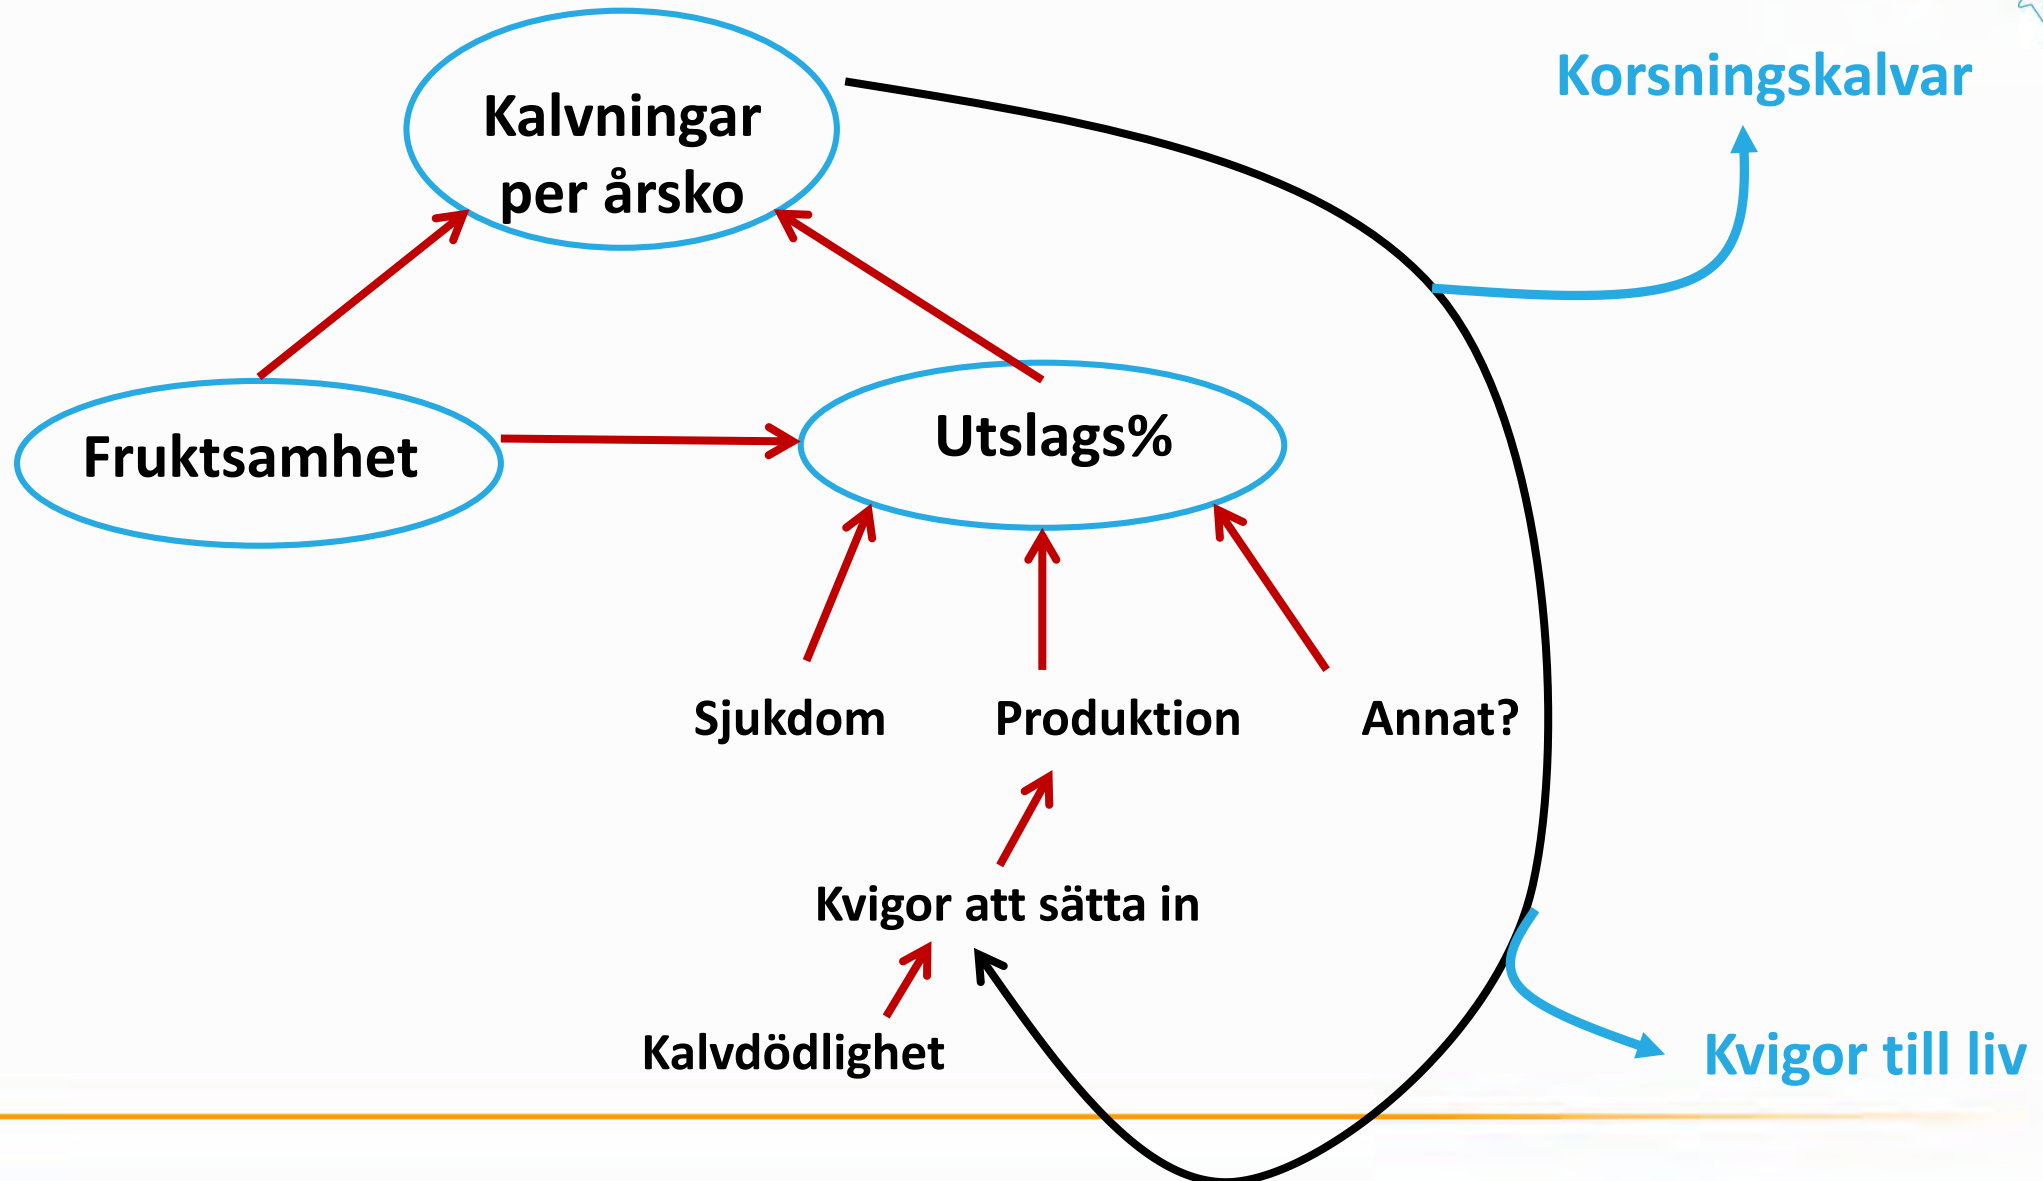 Kalvningar
per årsko
Korsningskalvar
Fruktsamhet
Utslags%
Sjukdom
Produktion
Annat?
Kvigor att sätta in
Kalvdödlighet
Kvigor till liv